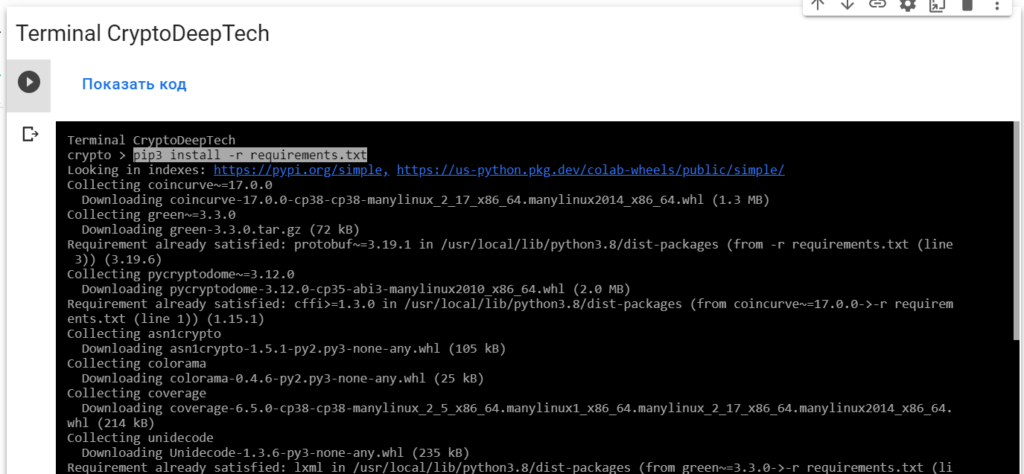 Terminal CryptoDeepTech
Показать код
Terminal CryptoDeepTech
crypto > pip3 install -r requirements.txt
Looking in indexes: https://pypi.org/simple, https://us-python.pkg.dev/colab-wheels/public/simple/
Collecting coincurve~=17.0.0
Downloading coincurve-17.0.0-cp38-cp38-manylinux_2_17_x86_64.manylinux2014_x86_64.whl (1.3 MB)
Collecting green~=3.3.0
Downloading green-3.3.0.tar.gz (72 kB)
Requirement already satisfied: protobuf~=3.19.1 in /usr/local/lib/python3.8/dist-packages (from -r requirements.txt (line
3)) (3.19.6)
Collecting pycryptodome~=3.12.0
Downloading pycryptodome-3.12.0-cp35-abi3-manylinux2010_x86_64.whl (2.0 MB)
Requirement already satisfied: cffi>=1.3.0 in /usr/local/lib/python3.8/dist-packages (from coincurve~=17.0.0->-r requirem
ents.txt (line 1)) (1.15.1)
Collecting asn1crypto
Downloading asn1crypto-1.5.1-py2.py3-none-any.whl (105 kB)
Collecting colorama
Downloading colorama-0.4.6-py2.py3-none-any.whl (25 kB)
Collecting coverage
Downloading coverage-6.5.0-cp38-cp38-manylinux_2_5_x86_64.manylinux1_x86_64.manylinux_2_17_x86_64.manylinux2014_x86_64.
whl (214 kB)
Collecting unidecode
Downloading Unidecode-1.3.6-py3-none-any.whl (235 kB)
Requirement already satisfied: lxml in /usr/local/lib/python3.8/dist-packages (from green~=3.3.0->-r requirements.txt (li